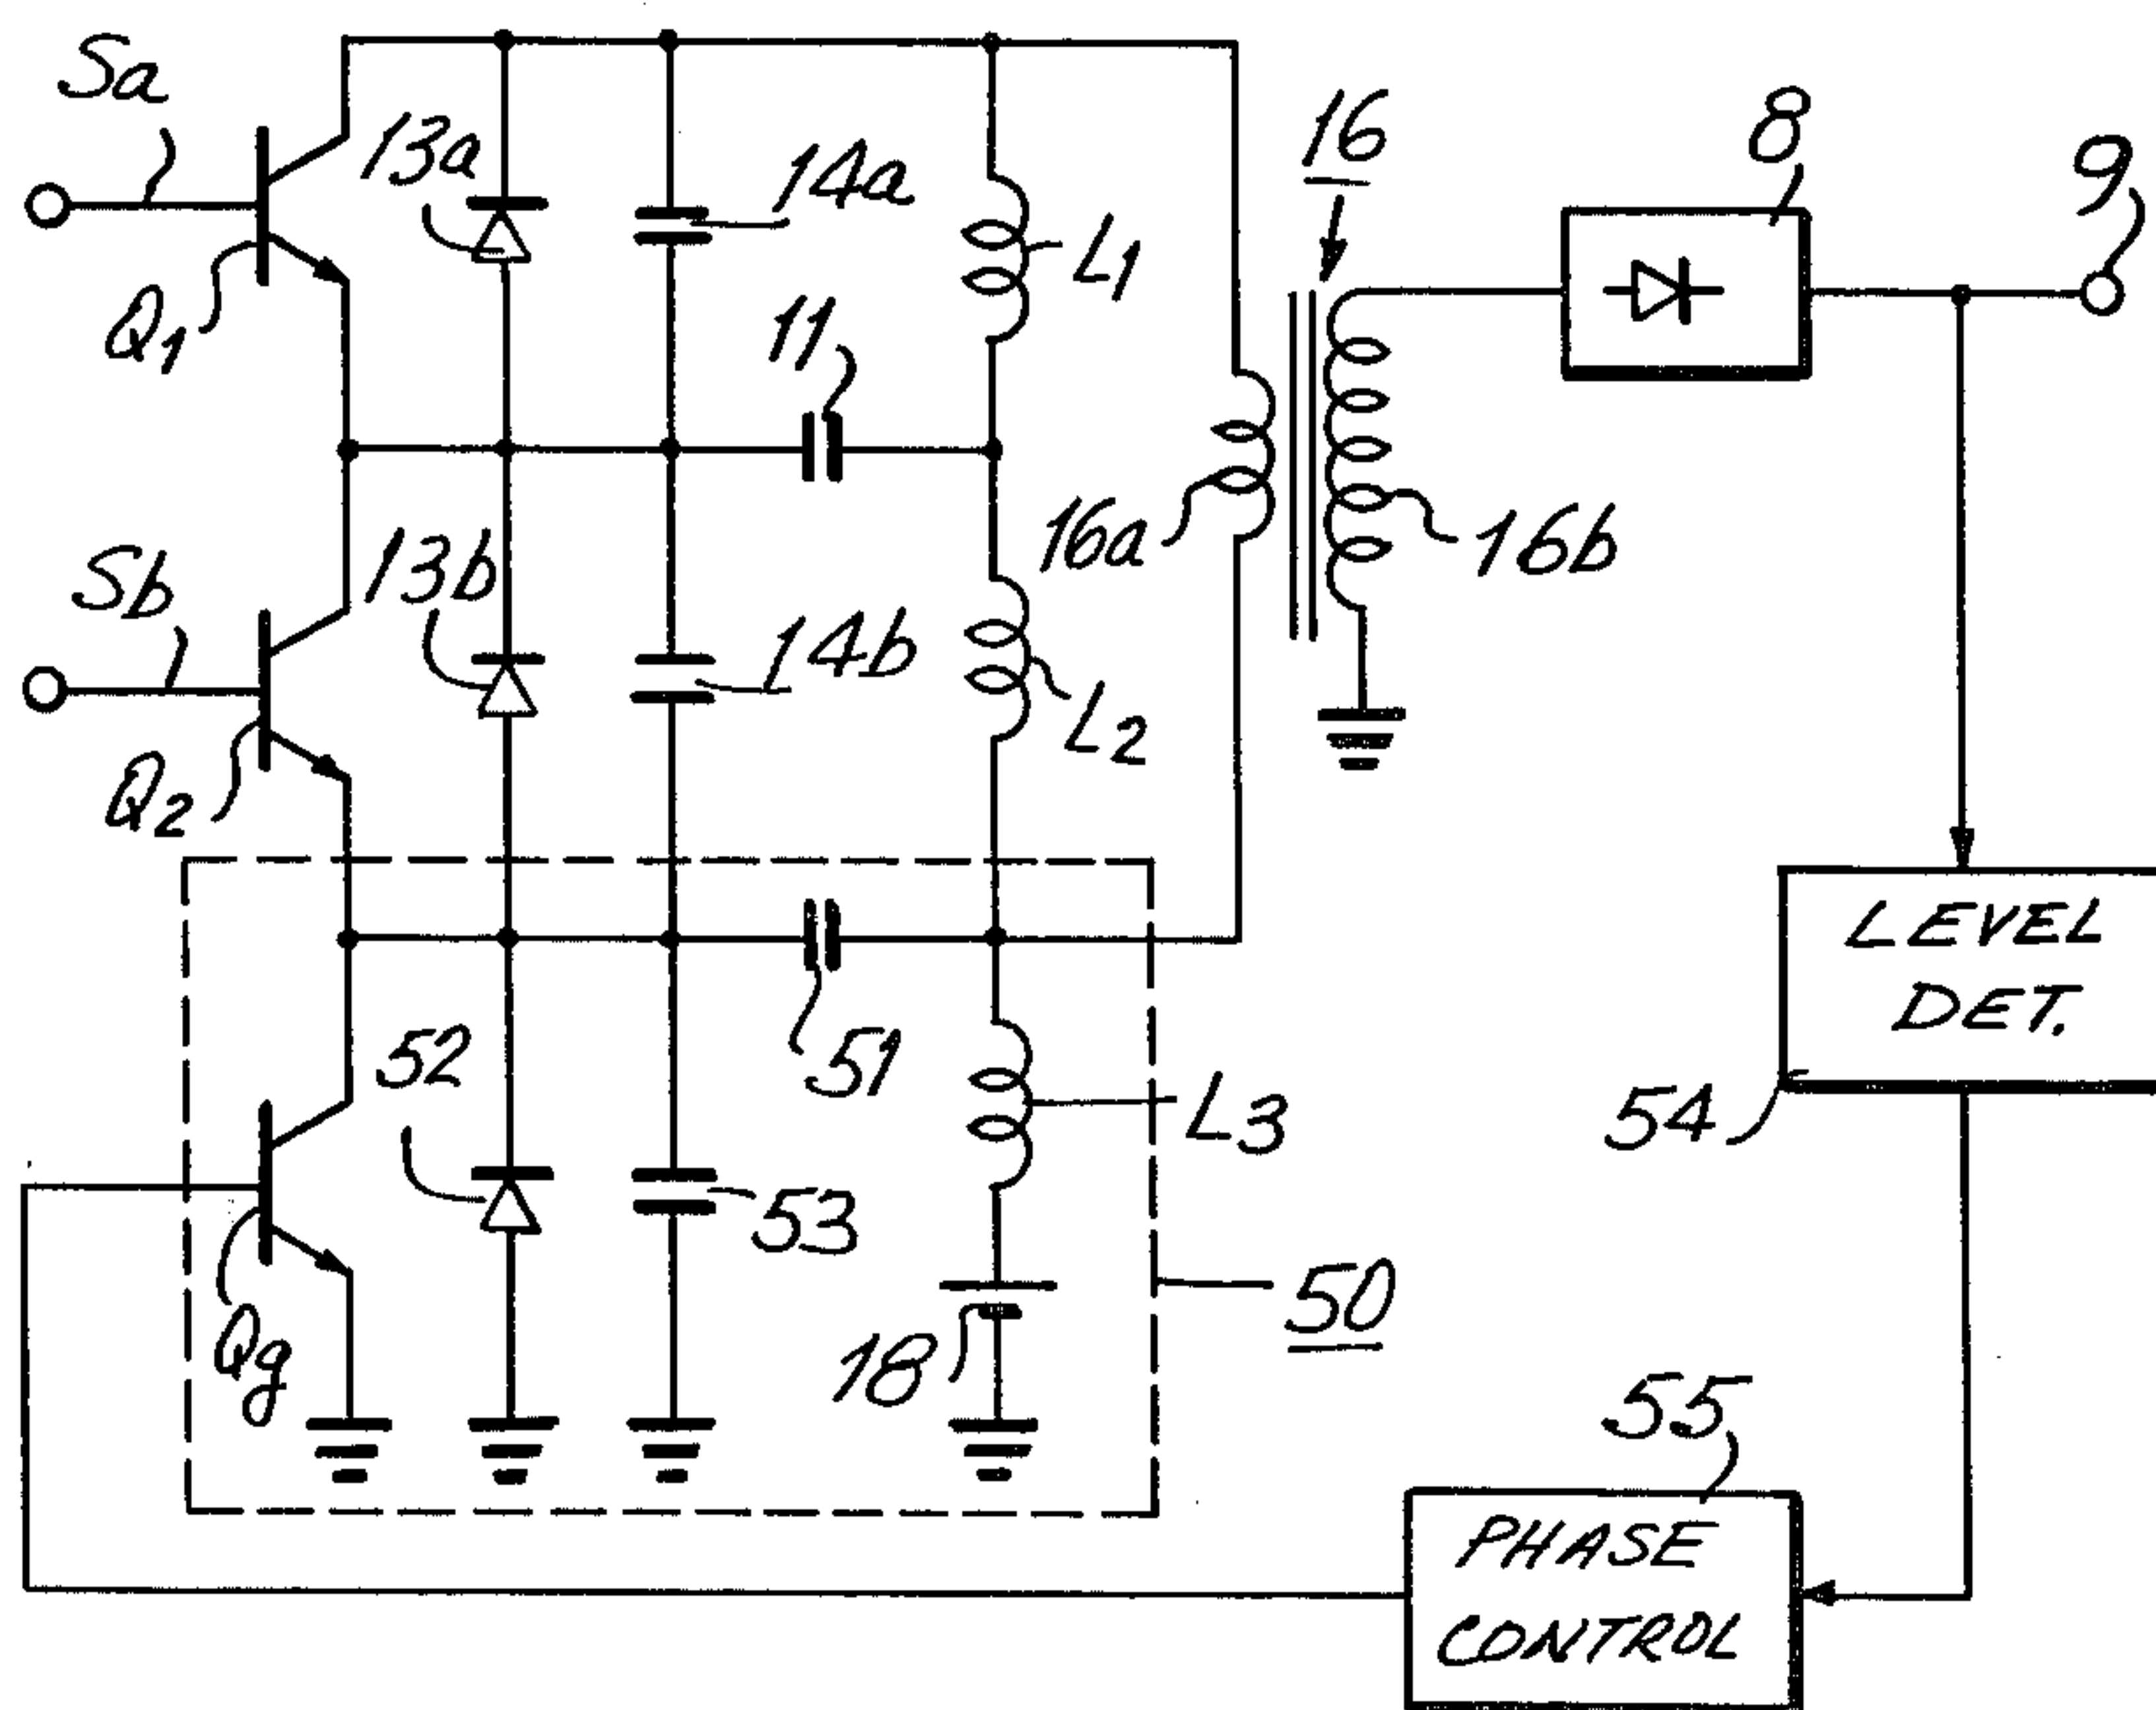 Sa
13a
14a
16
8
9
L1
Q1
11
16a
16b
Sb
13b
14b
L2
Q2
LEVEL
DET.
52
51
L3
54
53
50
Qg
18
55
PHASE
CONTROL